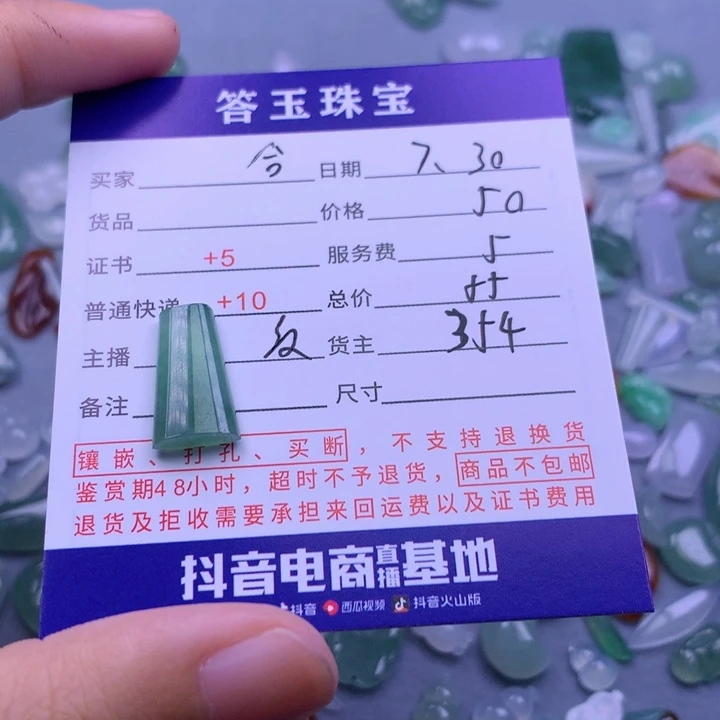 答玉珠宝
买家 合 日期 7、30
货品 价格 50
证书 +5 服务费 5
普通快递 +10 总价 55
主播 货主 354
备注 尺寸
镶嵌、打孔、买断，不支持退换货
鉴赏期48小时，超时不予退货，商品不包邮
退货及拒收需要承担来回运费以及证书费用
抖音电商直播基地
抖音 西瓜视频 抖音火山版